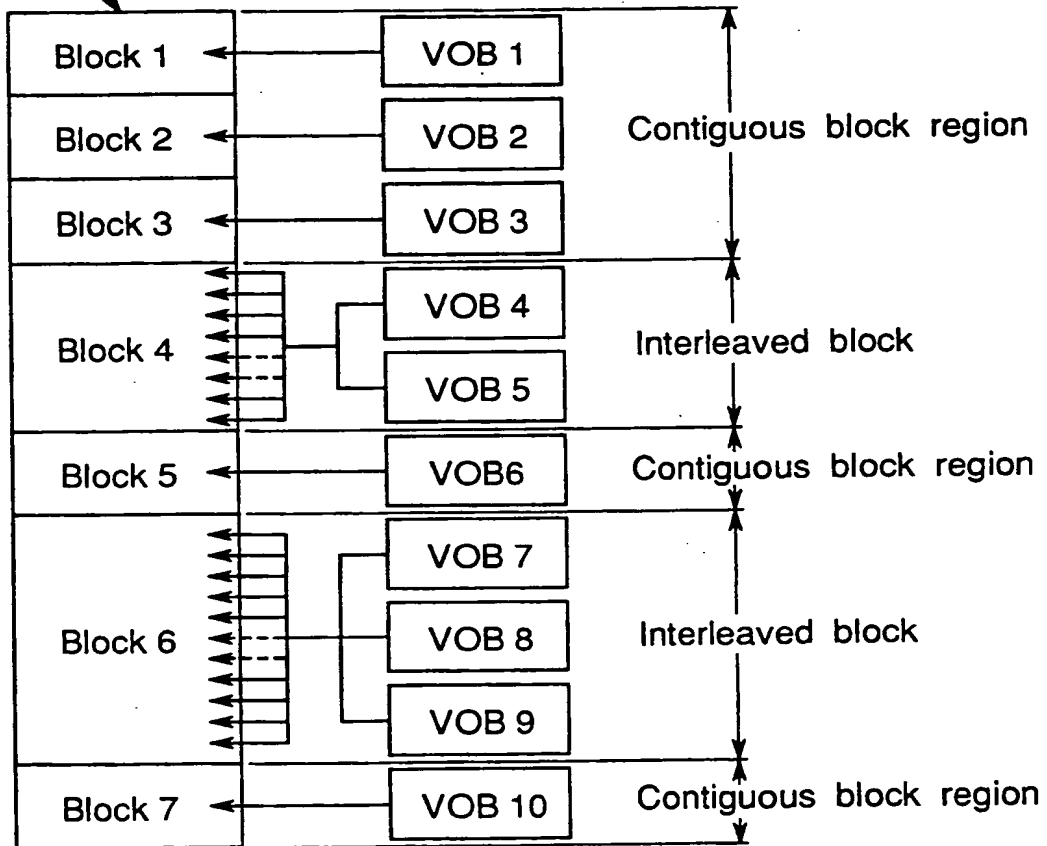 Block 1
VOB 1
Block 2
VOB 2
Contiguous block region
Block 3
VOB 3
Block 4
VOB 4
Interleaved block
VOB 5
Block 5
VOB6
Contiguous block region
Block 6
VOB 7
VOB 8
Interleaved block
VOB 9
Block 7
VOB 10
Contiguous block region